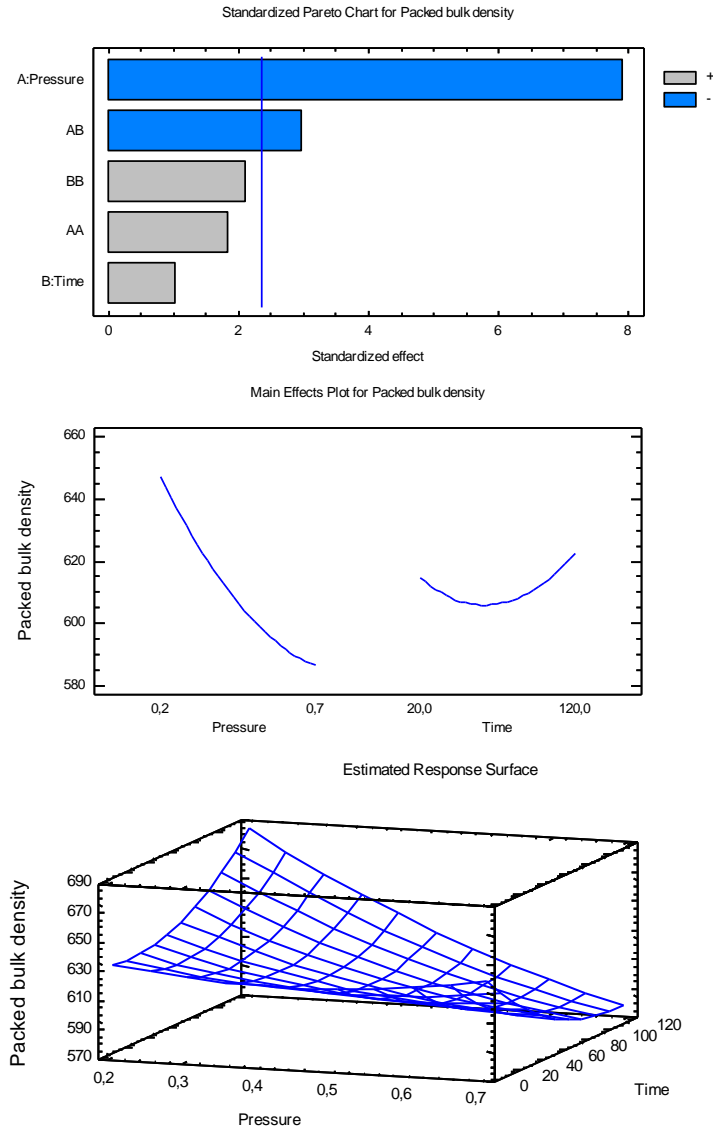 Standardized Pareto Chart for Packed bulk density
A:Pressure
AB
BB
AA
B:Time
+
-
0 2 4 6 8
Standardized effect
Main Effects Plot for Packed bulk density
Packed bulk density
660
640
620
600
580
0,2 0,7 20,0 120,0
Pressure Time
Estimated Response Surface
Packed bulk density
690
670
650
630
610
590
570
0,2 0,3 0,4 0,5 0,6 0,7
Pressure
0 20 40 60 80 100 120
Time